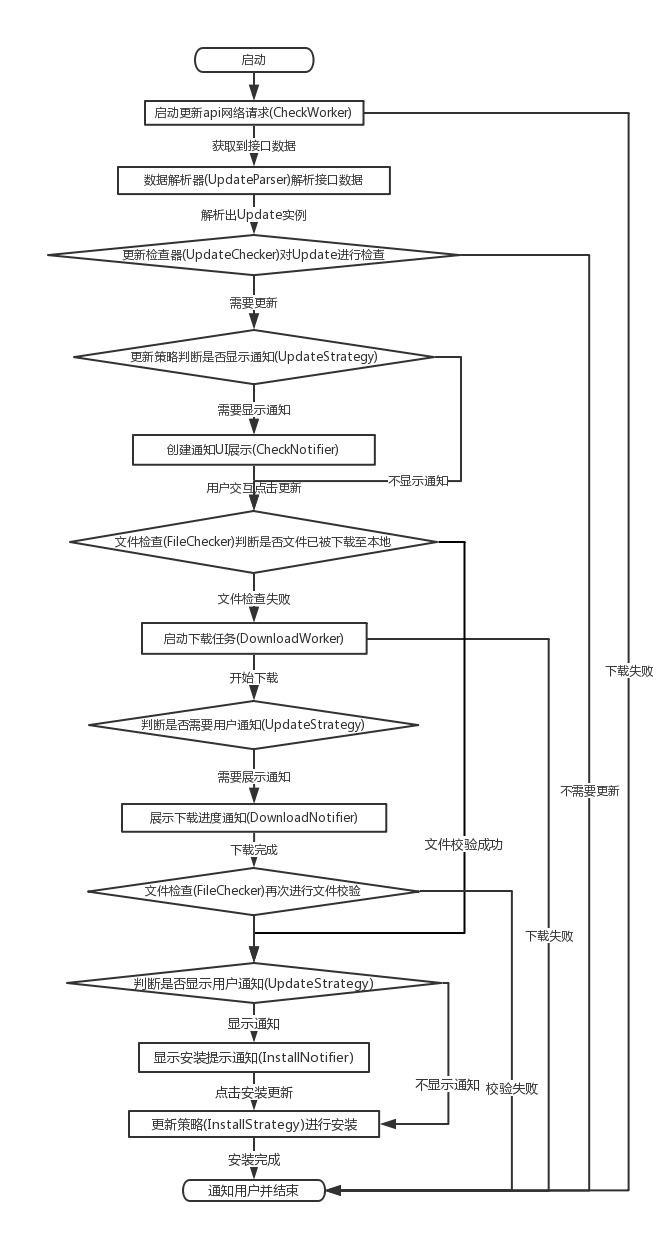 启动
启动更新api网络请求(CheckWorker)
获取到接口数据
数据解析器(UpdateParser)解析接口数据
解析出Update实例
更新检查器(UpdateChecker)对Update进行检查
需要更新
更新策略判断是否显示通知(UpdateStrategy)
需要显示通知
创建通知UI展示(CheckNotifier)
不显示通知
用户交互点击更新
文件检查(FileChecker)判断是否文件已被下载至本地
文件检查失败
启动下载任务(DownloadWorker)
下载失败
开始下载
判断是否需要用户通知(UpdateStrategy)
需要展示通知
不需要更新
展示下载进度通知(DownloadNotifier)
文件校验成功
下载完成
文件检查(FileChecker)再次进行文件校验
下载失败
判断是否显示用户通知(UpdateStrategy)
显示通知
显示安装提示通知(InstallNotifier)
不显示通知
校验失败
点击安装更新
更新策略(InstallStrategy)进行安装
安装完成
通知用户并结束